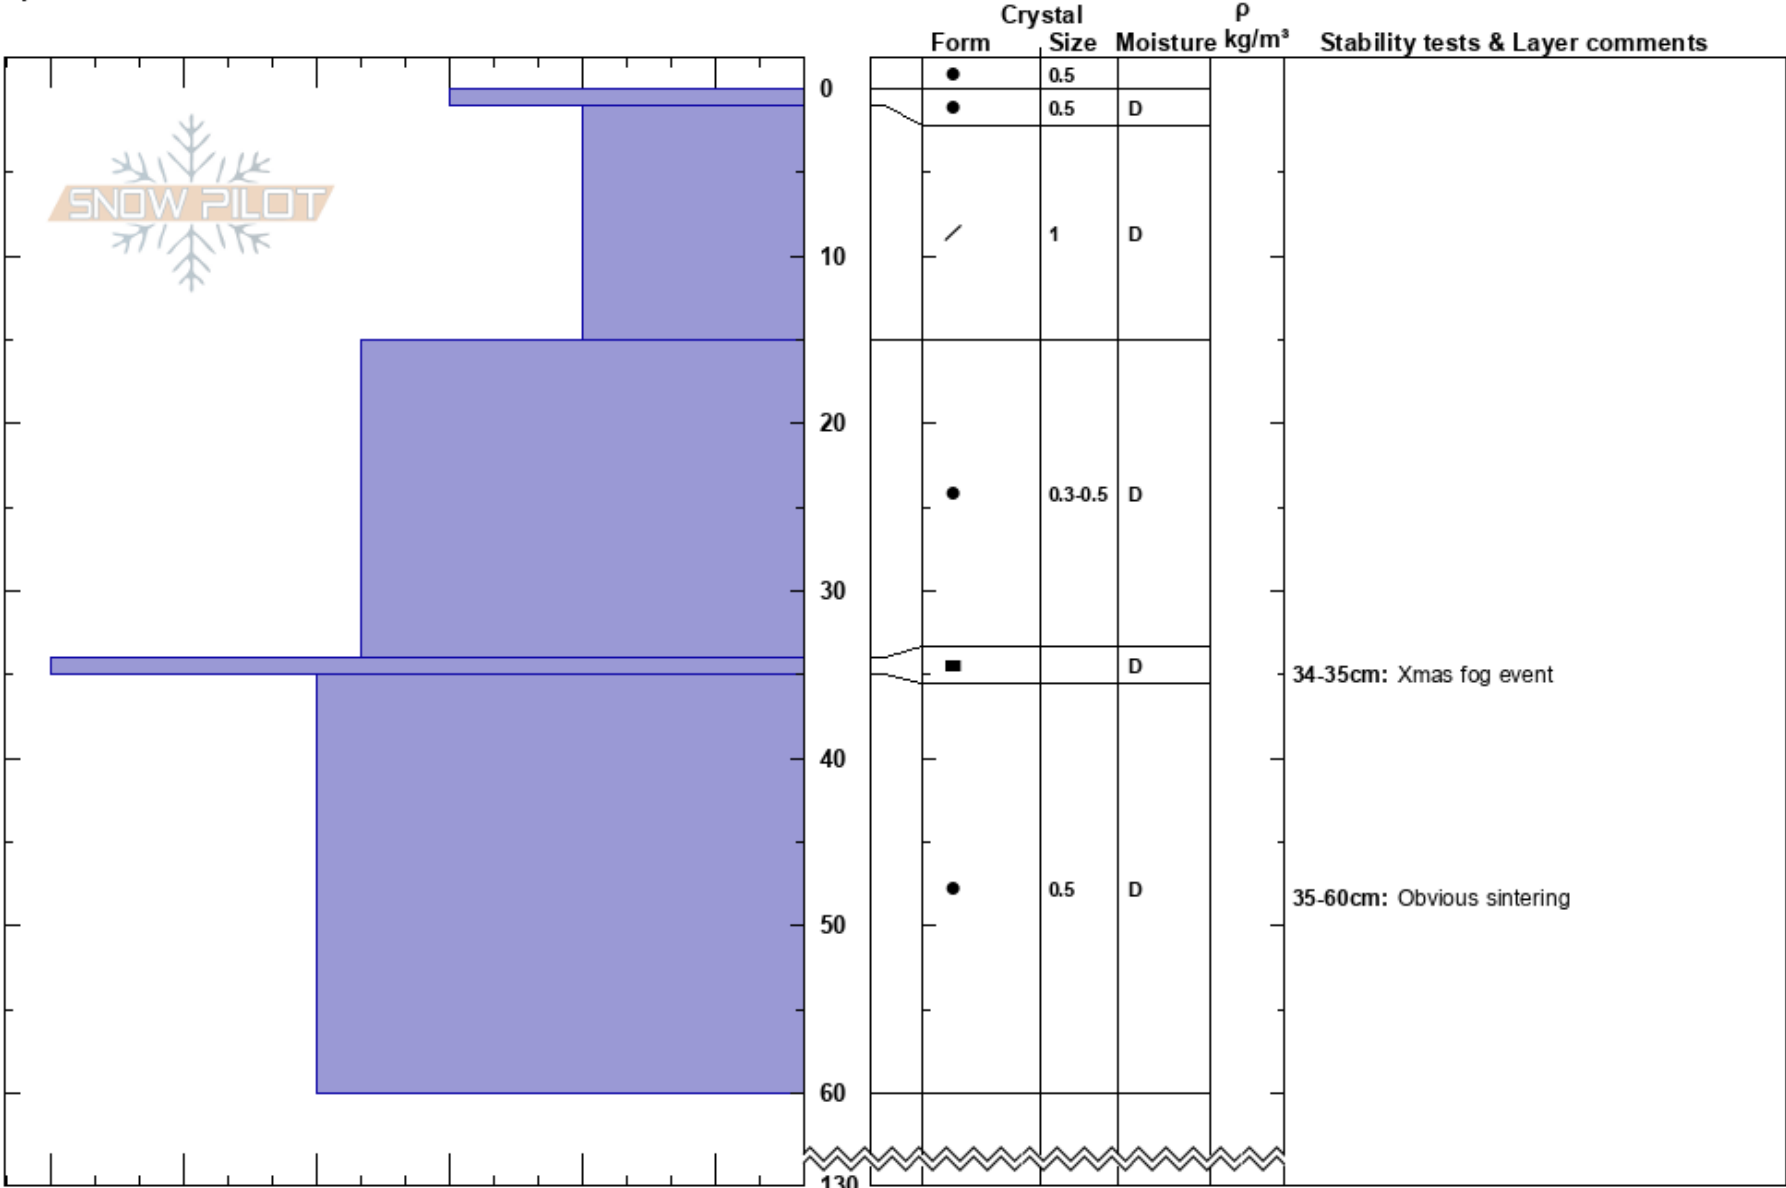 Crystal ρ
Form Size Moisture kg/m³ Stability tests & Layer comments
0.5
0
0.5 D
SNOW PILOT
1 D
10
20
0.3-0.5 D
30
D
34-35cm: Xmas fog event
40
0.5 D
35-60cm: Obvious sintering
50
60
130